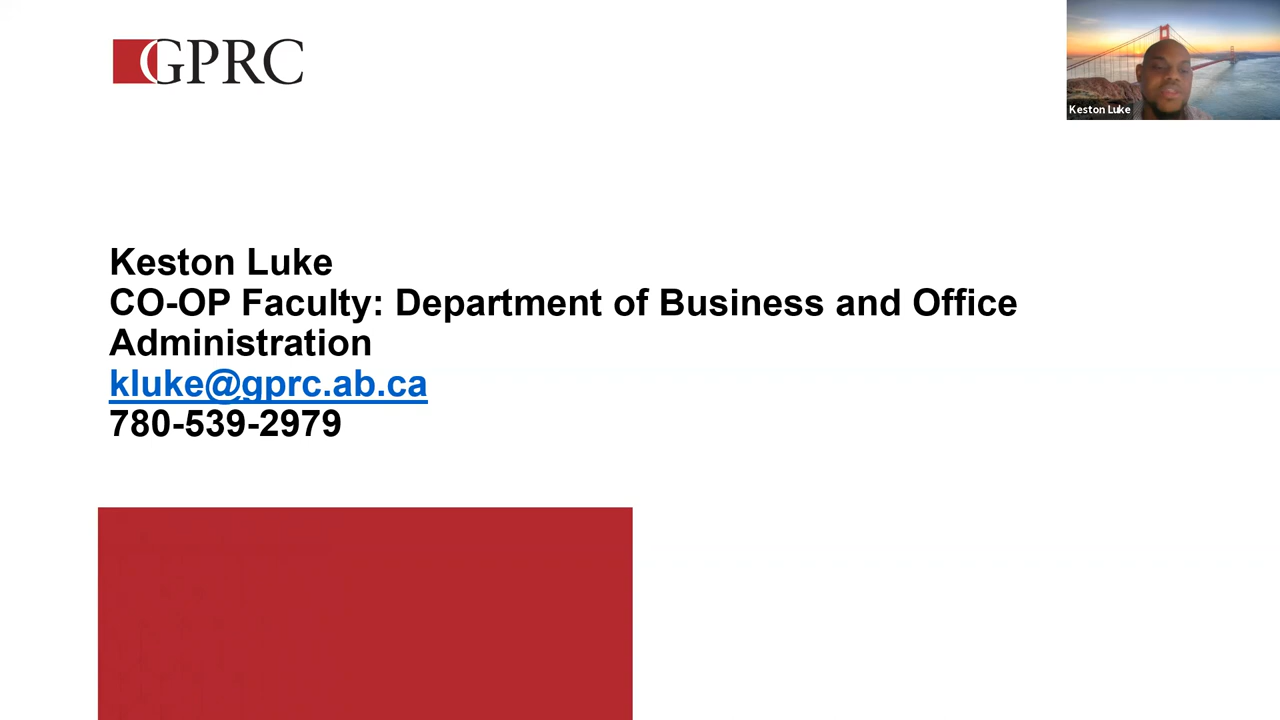 GPRC
Keston Luke
Keston Luke
CO-OP Faculty: Department of Business and Office
Administration
kluke@gprc.ab.ca
780-539-2979